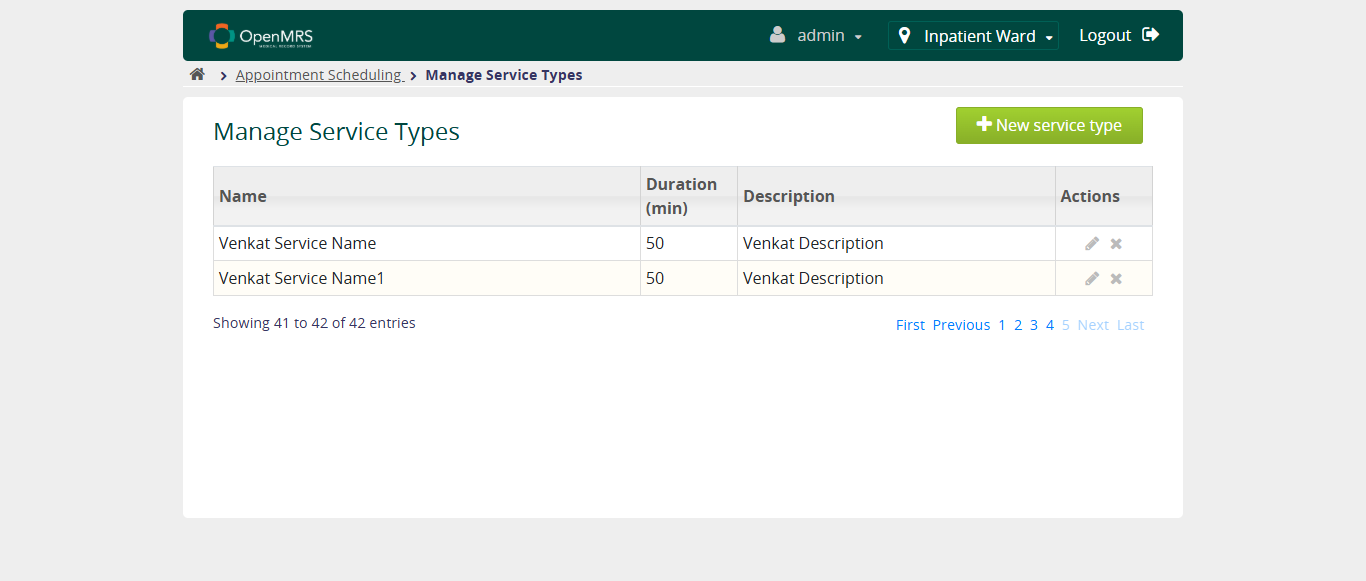 OpenMRS
MEDICAL RECORD SYSTEM
admin
Inpatient Ward
Logout
Appointment Scheduling
Manage Service Types
Manage Service Types
New service type
Name Duration (min) Description Actions
Venkat Service Name 50 Venkat Description
Venkat Service Name1 50 Venkat Description
Showing 41 to 42 of 42 entries
First Previous 1 2 3 4 5 Next Last